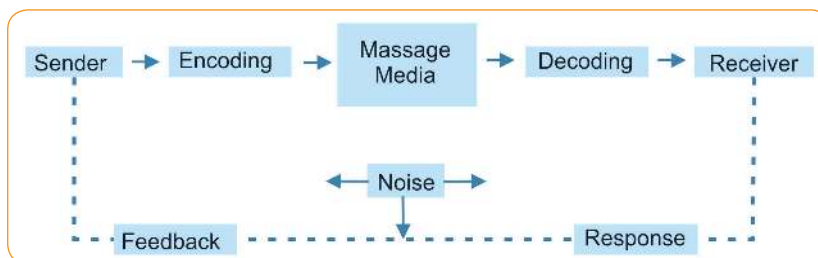 Sender
Encoding
Massage
Media
Decoding
Receiver
Noise
Feedback
Response